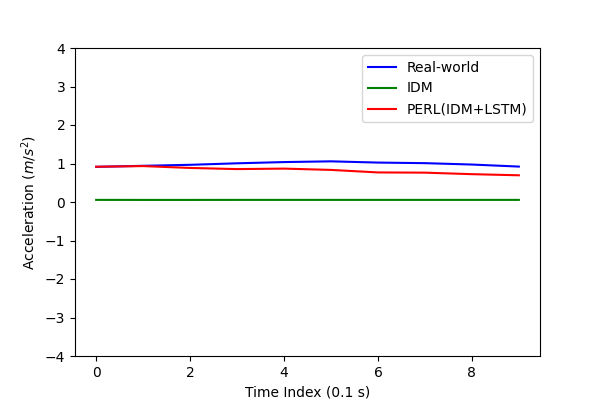 4
3
2
1
0
−1
−2
−3
−4
Acceleration (m/s²)
Real-world
IDM
PERL(IDM+LSTM)
0 2 4 6 8
Time Index (0.1 s)